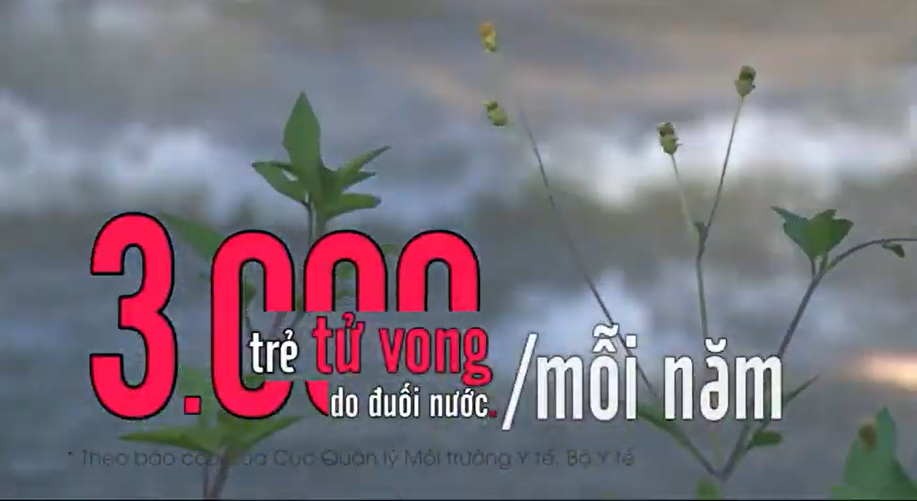 3.000
trẻ tử vong
do đuối nước.
/mỗi năm
* Theo báo cáo của Cục Quản lý Môi trường Y tế, Bộ Y tế